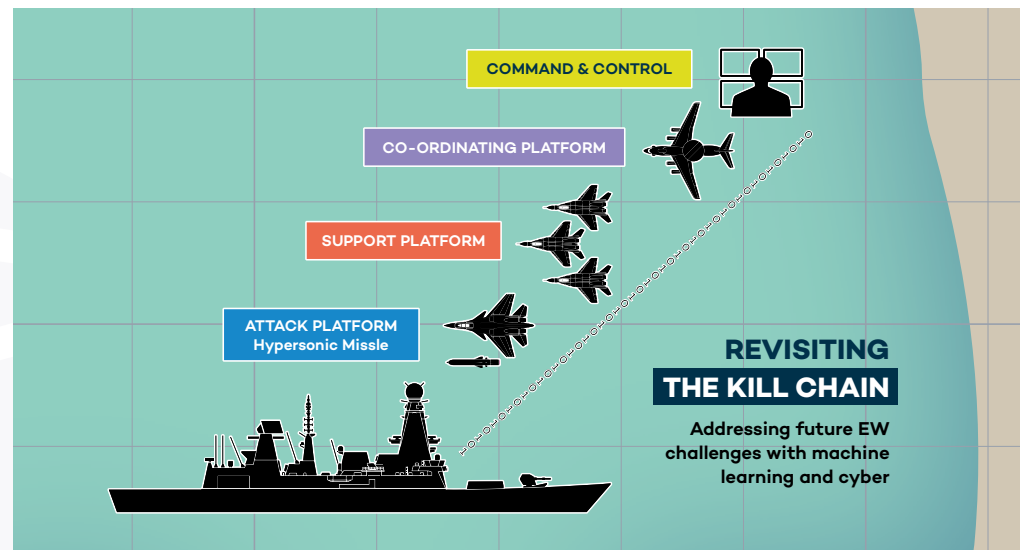 COMMAND & CONTROL
CO-ORDINATING PLATFORM
SUPPORT PLATFORM
ATTACK PLATFORM
Hypersonic Missle
REVISITING
THE KILL CHAIN
Addressing future EW
challenges with machine
learning and cyber